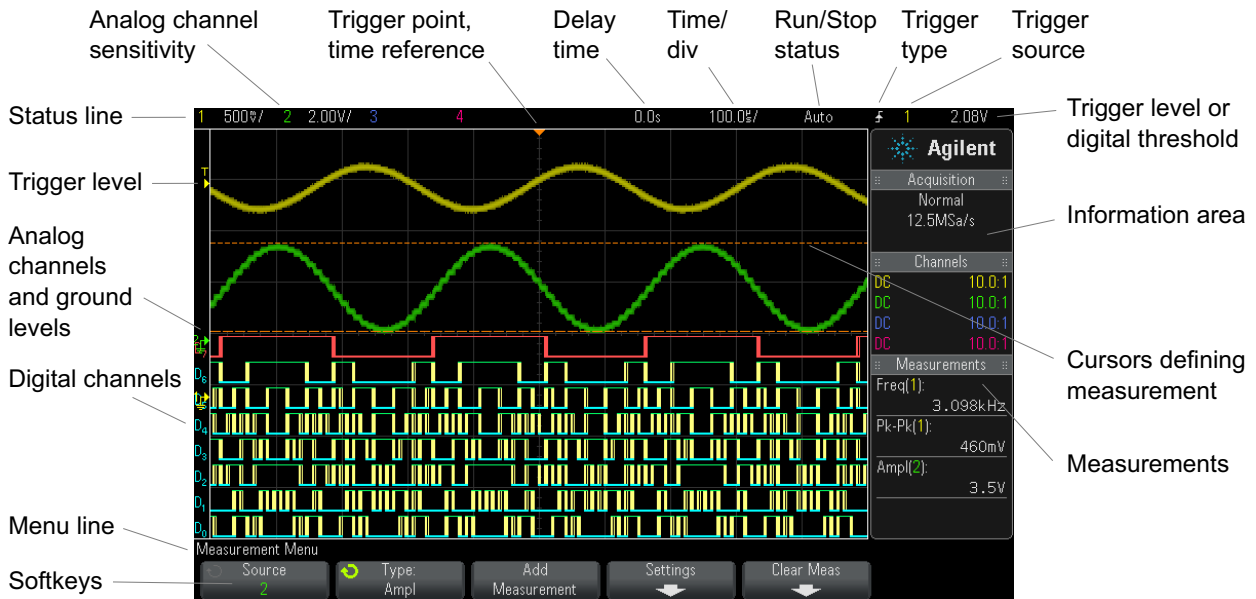 Analog channel
sensitivity
Trigger point,
time reference
Delay
time
Time/
div
Run/Stop
status
Trigger
type
Trigger
source
Status line
1 500mV/ 2 2.00V/ 3 4 0.0s 100.0us/ Auto 1 2.08V
Trigger level or
digital threshold
Agilent
Trigger level
T
Acquisition
Normal
12.5MSa/s
Information area
Analog
channels
and ground
levels
Channels
DC 10.0:1
DC 10.0:1
DC 10.0:1
DC 10.0:1
Cursors defining
measurement
Digital channels
D6
D4
D3
D2
D1
D0
Measurements
Freq(1):
3.098kHz
Pk-Pk(1):
460mV
Ampl(2):
3.5V
Measurements
Menu line
Measurement Menu
Softkeys
Source
2
Type:
Ampl
Add
Measurement
Settings
Clear Meas